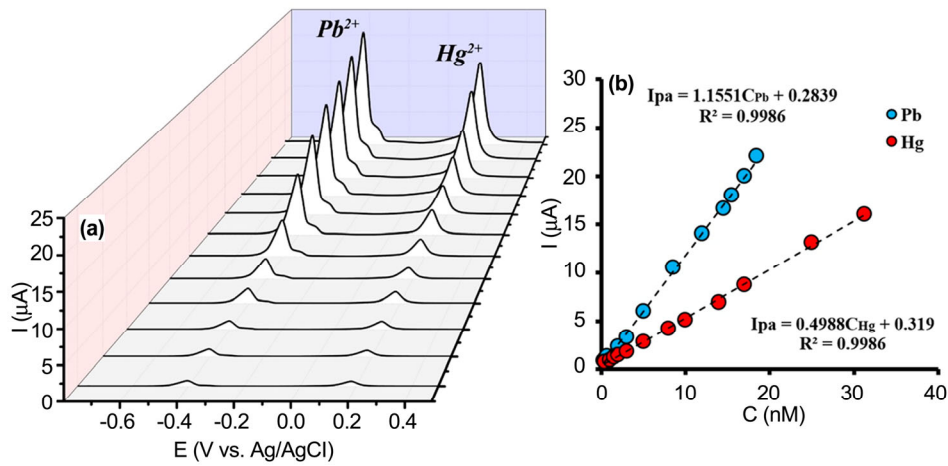 Pb²⁺
Hg²⁺
(a)
25
20
15
10
5
0
I (µA)
-0.6 -0.4 -0.2 0.0 0.2 0.4
E (V vs. Ag/AgCl)
(b)
30
25
20
15
10
5
0
I (µA)
Ipa = 1.1551CPb + 0.2839
R² = 0.9986
Pb
Hg
Ipa = 0.4988CHg + 0.319
R² = 0.9986
0 10 20 30 40
C (nM)